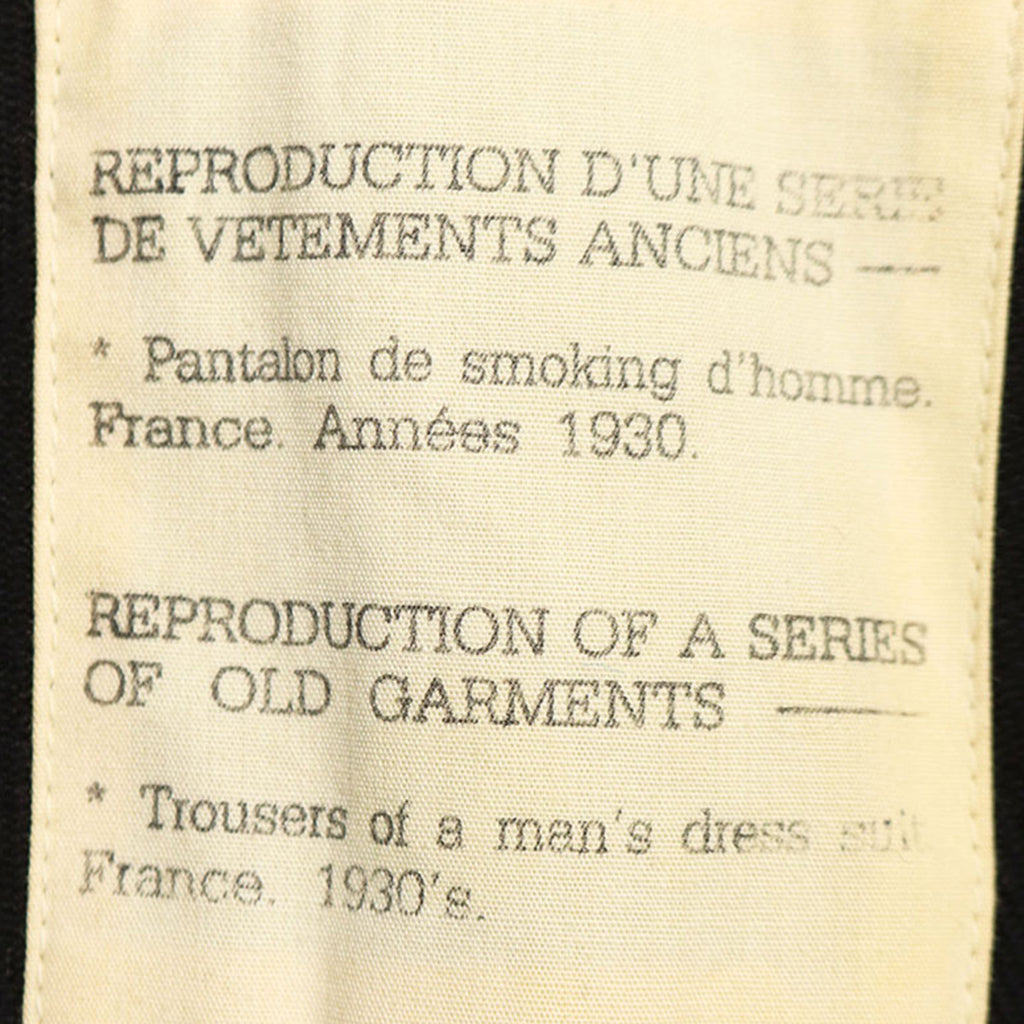 REPRODUCTION D'UNE SERIE
DE VETEMENTS ANCIENS —
* Pantalon de smoking d'homme.
France. Années 1930.
REPRODUCTION OF A SERIES
OF OLD GARMENTS —
* Trousers of a man's dress suit
France. 1930's.